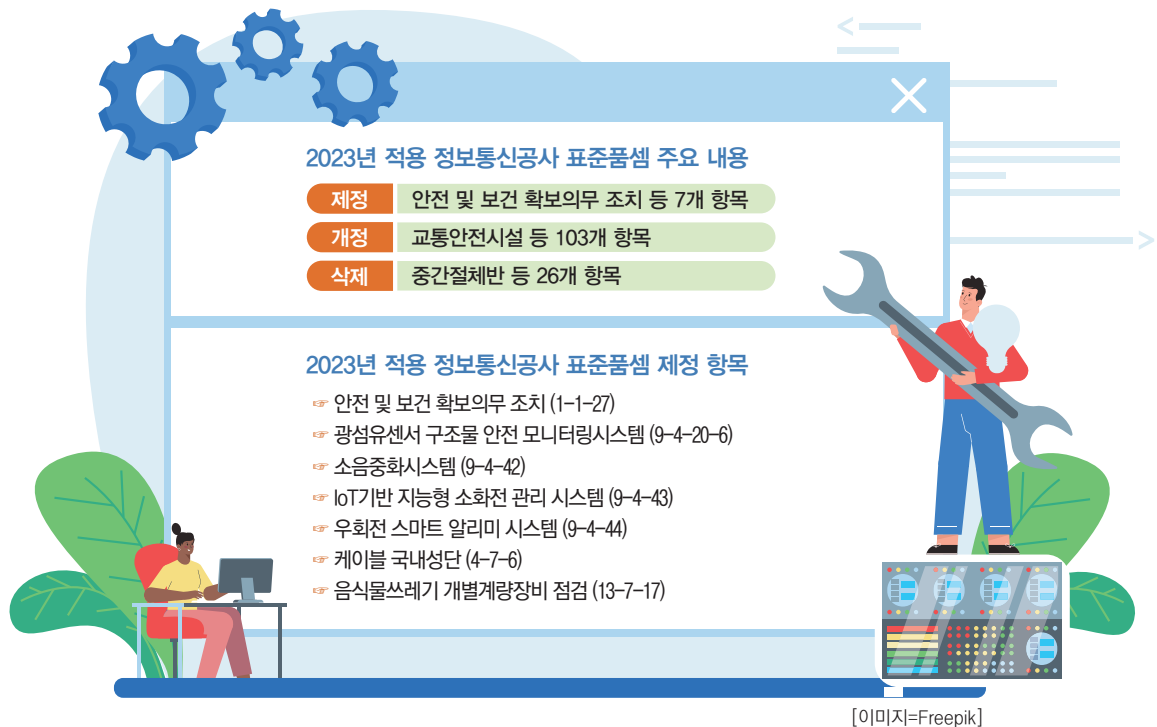 2023년 적용 정보통신공사 표준품셈 주요 내용
제정 안전 및 보건 확보의무 조치 등 7개 항목
개정 교통안전시설 등 103개 항목
삭제 중간절체반 등 26개 항목
2023년 적용 정보통신공사 표준품셈 제정 항목
☞ 안전 및 보건 확보의무 조치 (1-1-27)
☞ 광섬유센서 구조물 안전 모니터링시스템 (9-4-20-6)
☞ 소음중화시스템 (9-4-42)
☞ IoT기반 지능형 소화전 관리 시스템 (9-4-43)
☞ 우회전 스마트 알리미 시스템 (9-4-44)
☞ 케이블 국내성단 (4-7-6)
☞ 음식물쓰레기 개별계량장비 점검 (13-7-17)
[이미지=Freepik]